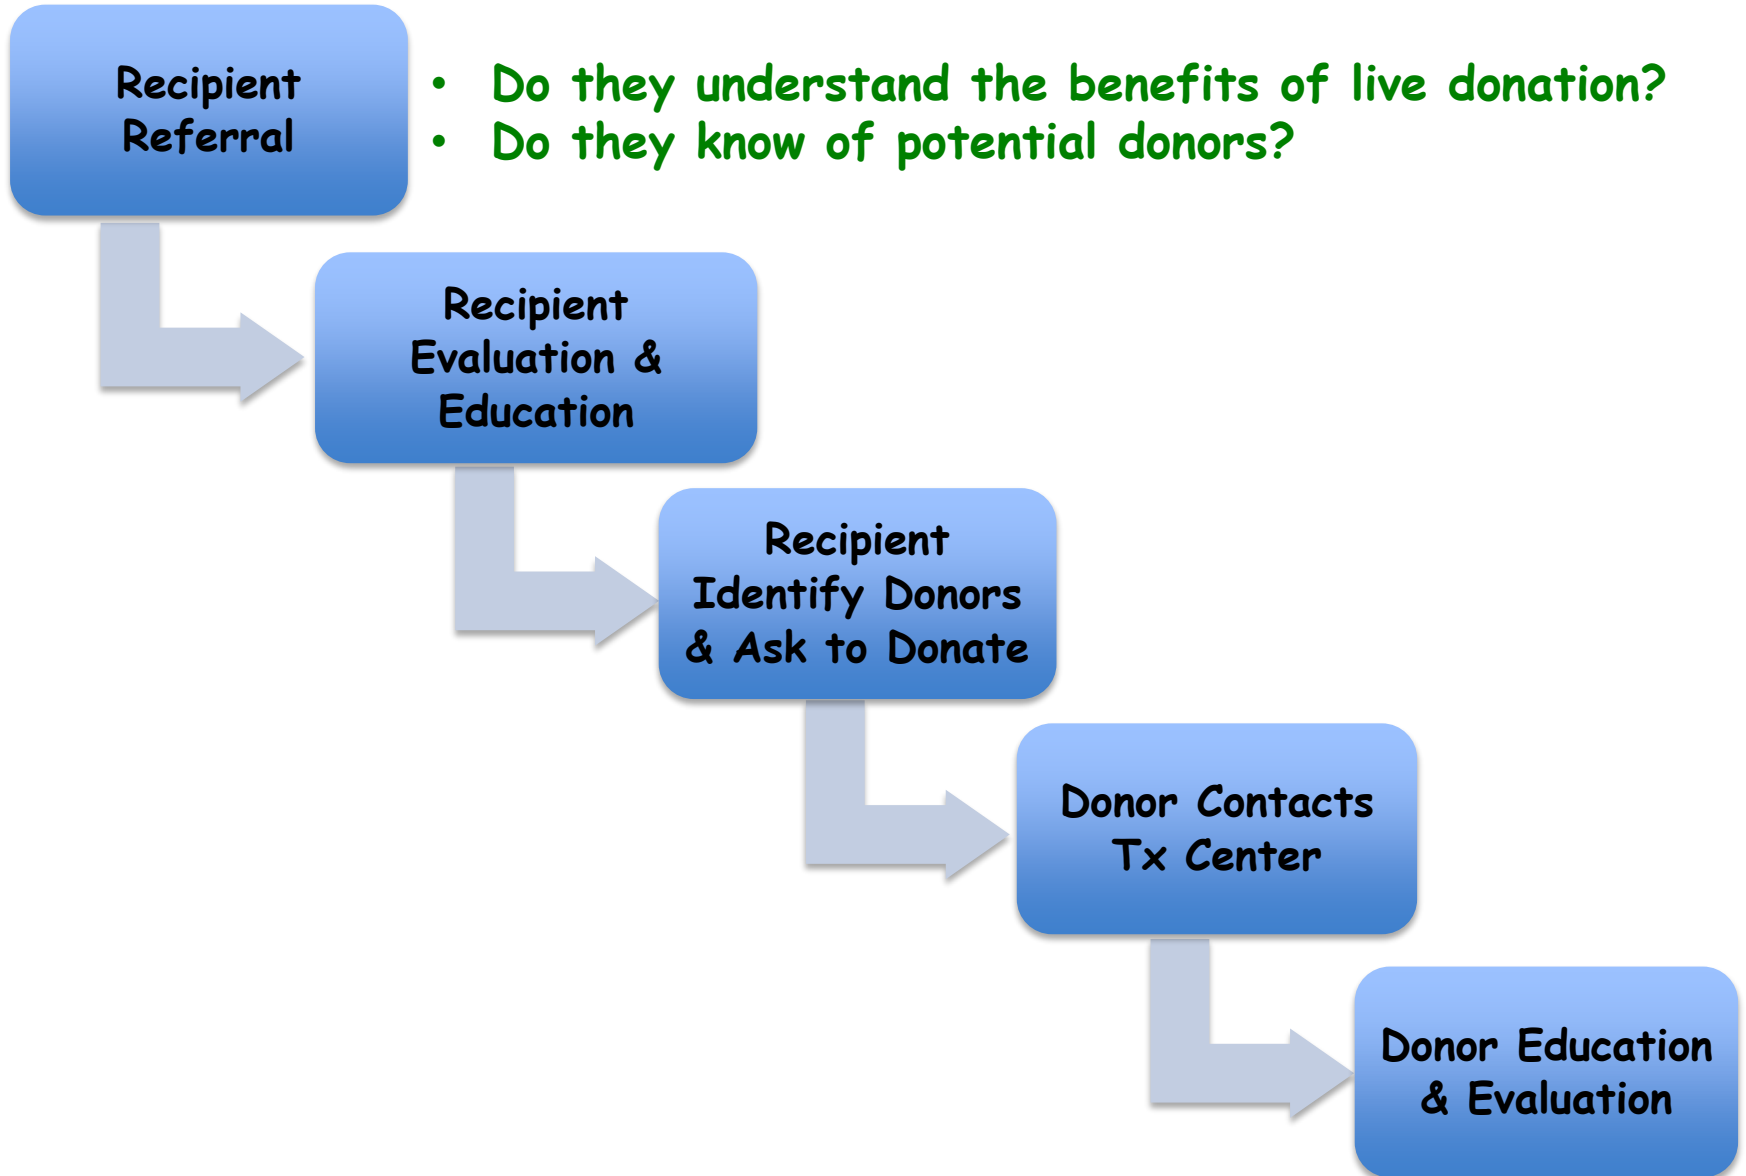 Recipient
Referral
• Do they understand the benefits of live donation?
• Do they know of potential donors?
Recipient
Evaluation &
Education
Recipient
Identify Donors
& Ask to Donate
Donor Contacts
Tx Center
Donor Education
& Evaluation